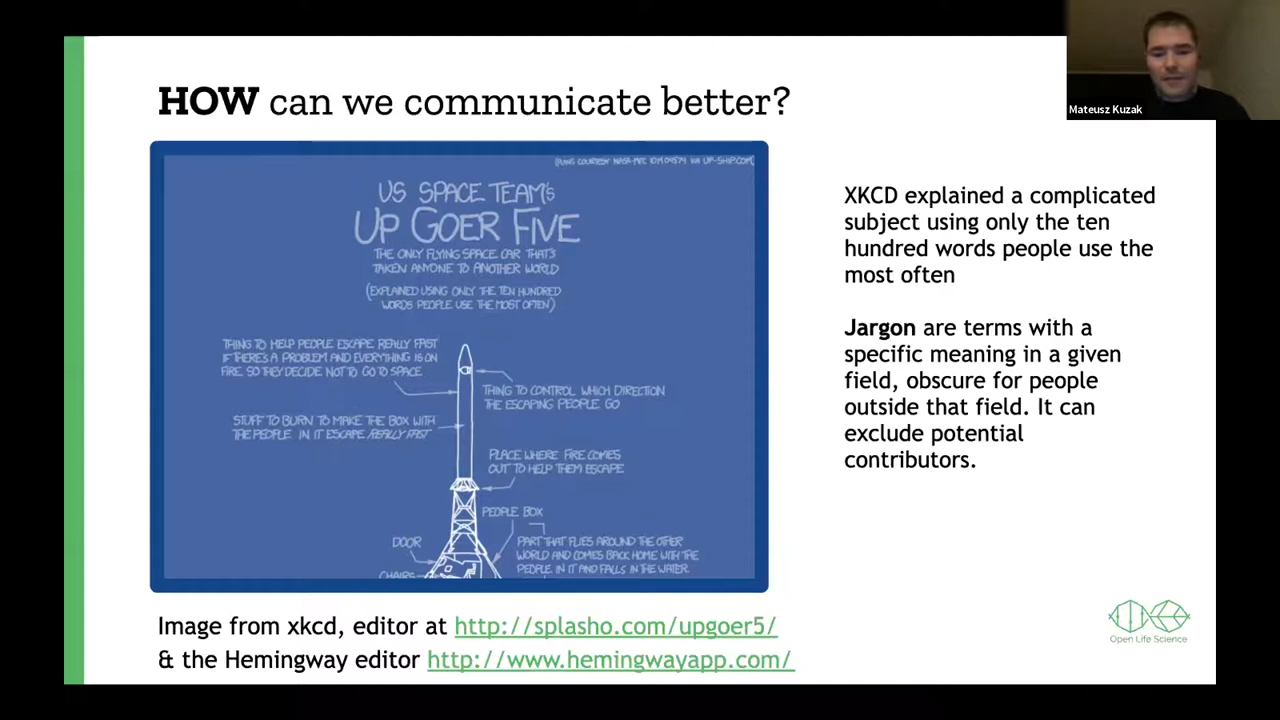 Mateusz Kuzak
HOW can we communicate better?
US SPACE TEAM'S
UP GOER FIVE
THE ONLY FLYING SPACE CAR THAT'S
TAKEN ANYONE TO ANOTHER WORLD
(EXPLAINED USING ONLY THE TEN HUNDRED
WORDS PEOPLE USE THE MOST OFTEN)
THING TO HELP PEOPLE ESCAPE REALLY FAST
IF THERE'S A PROBLEM AND EVERYTHING IS ON
FIRE SO THEY DECIDE NOT TO GO TO SPACE
THING TO CONTROL WHICH DIRECTION
THE ESCAPING PEOPLE GO
STUFF TO BURN TO MAKE THE BOX WITH
THE PEOPLE IN IT ESCAPE REALLY FAST
PLACE WHERE FIRE COMES
OUT TO HELP THEM ESCAPE
PEOPLE BOX
DOOR
PART THAT FLIES AROUND THE OTHER
WORLD AND COMES BACK HOME WITH THE
PEOPLE IN IT AND FALLS IN THE WATER
CHAIRS
XKCD explained a complicated
subject using only the ten
hundred words people use the
most often
Jargon are terms with a
specific meaning in a given
field, obscure for people
outside that field. It can
exclude potential
contributors.
Image from xkcd, editor at http://splasho.com/upgoer5/
& the Hemingway editor http://www.hemingwayapp.com/
Open Life Science